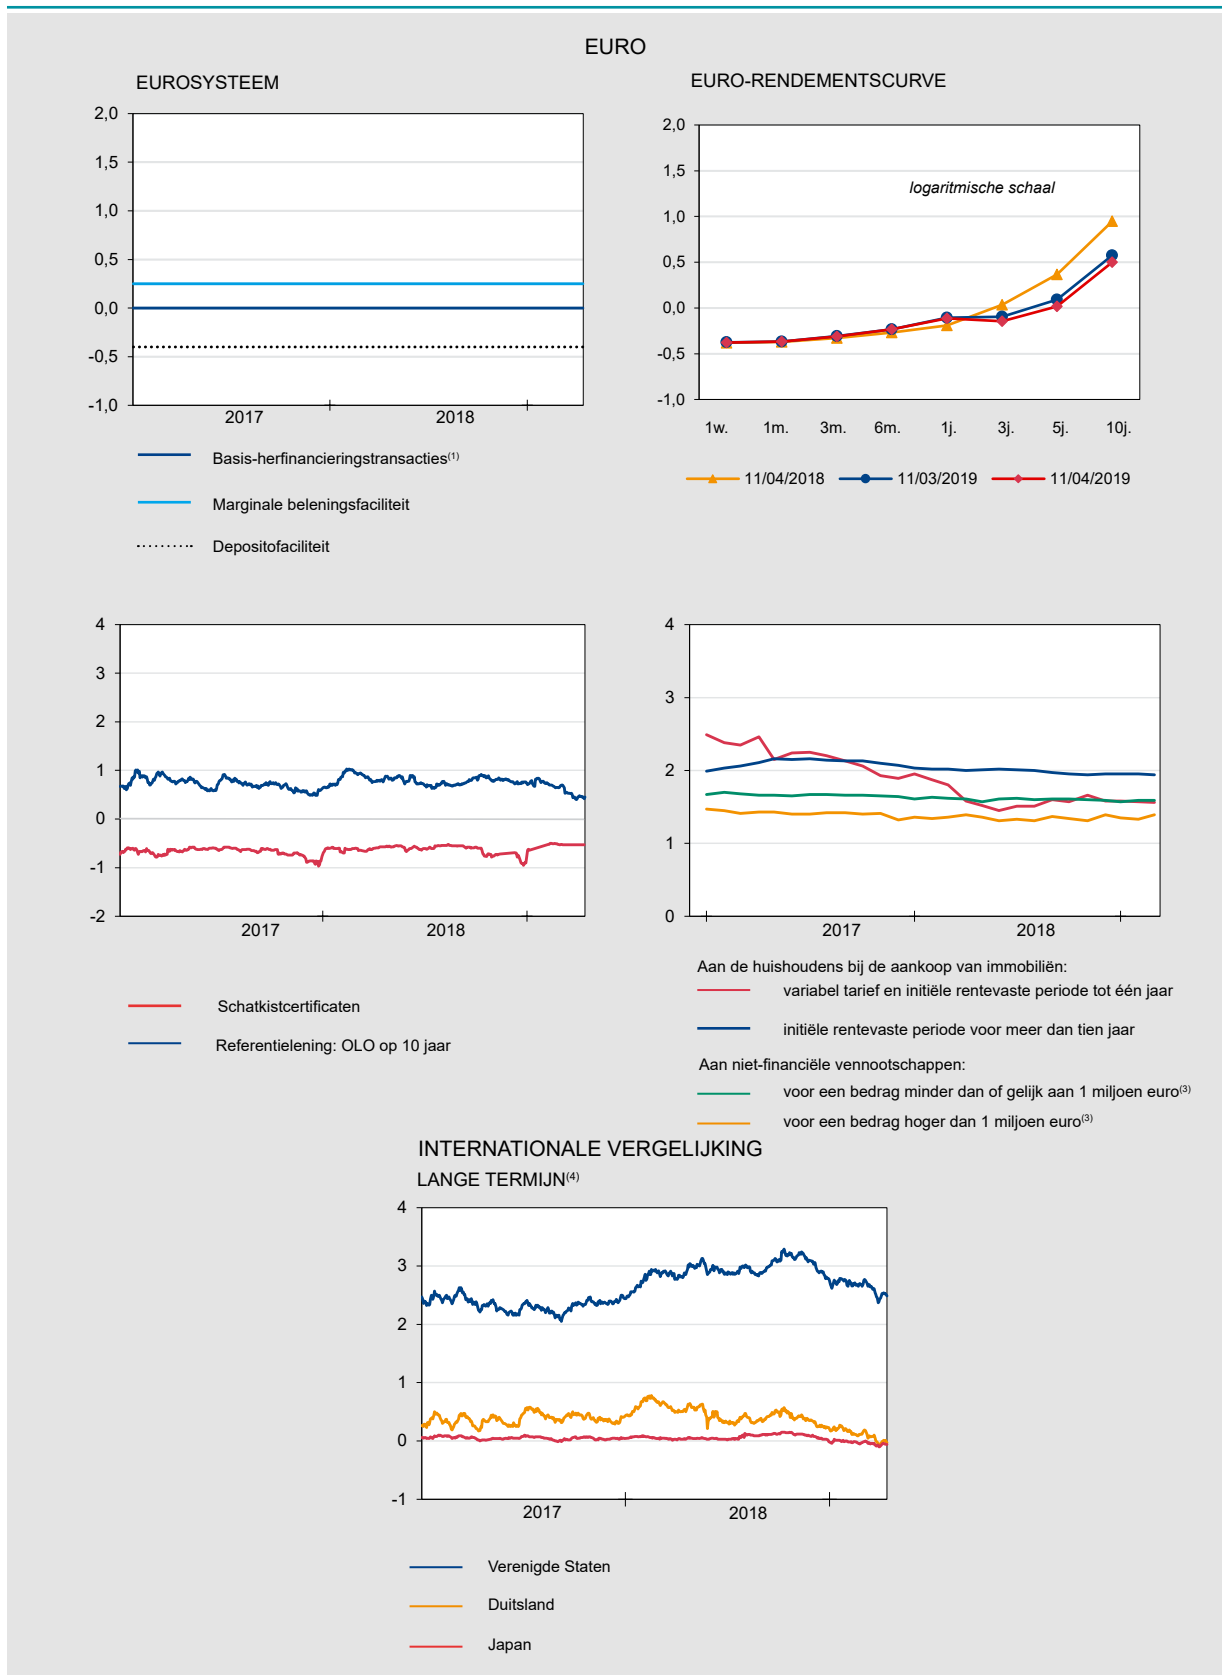 EURO
EUROSYSTEEM
2,0
1,5
1,0
0,5
0,0
-0,5
-1,0
2017 2018
Basis-herfinancieringstransacties(1)
Marginale beleningsfaciliteit
Depositofaciliteit
EURO-RENDEMENTSCURVE
2,0
1,5
1,0
0,5
0,0
-0,5
-1,0
logaritmische schaal
1w. 1m. 3m. 6m. 1j. 3j. 5j. 10j.
11/04/2018 11/03/2019 11/04/2019
4
3
2
1
0
-1
-2
2017 2018
Schatkistcertificaten
Referentielening: OLO op 10 jaar
4
3
2
1
0
2017 2018
Aan de huishoudens bij de aankoop van immobiliën:
variabel tarief en initiële rentevaste periode tot één jaar
initiële rentevaste periode voor meer dan tien jaar
Aan niet-financiële vennootschappen:
voor een bedrag minder dan of gelijk aan 1 miljoen euro(3)
voor een bedrag hoger dan 1 miljoen euro(3)
INTERNATIONALE VERGELIJKING
LANGE TERMIJN(4)
4
3
2
1
0
-1
2017 2018
Verenigde Staten
Duitsland
Japan